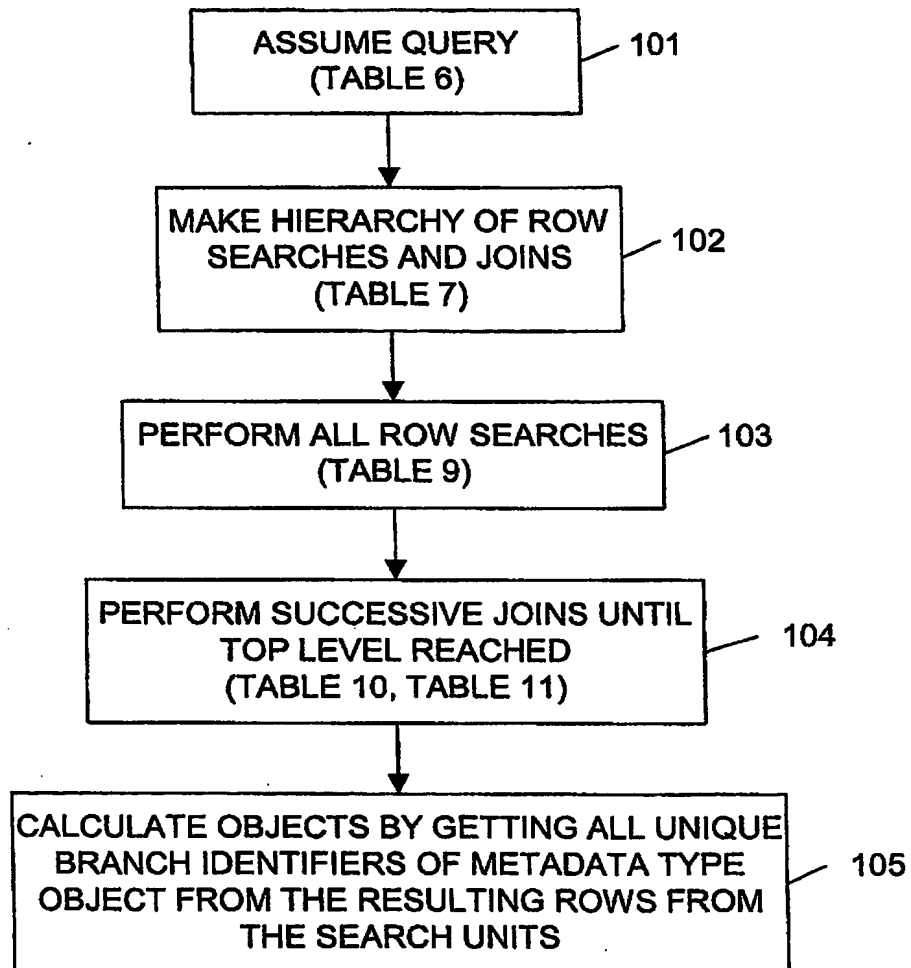 ASSUME QUERY
(TABLE 6)
101
MAKE HIERARCHY OF ROW
SEARCHES AND JOINS
(TABLE 7)
102
PERFORM ALL ROW SEARCHES
(TABLE 9)
103
PERFORM SUCCESSIVE JOINS UNTIL
TOP LEVEL REACHED
(TABLE 10, TABLE 11)
104
CALCULATE OBJECTS BY GETTING ALL UNIQUE
BRANCH IDENTIFIERS OF METADATA TYPE
OBJECT FROM THE RESULTING ROWS FROM
THE SEARCH UNITS
105